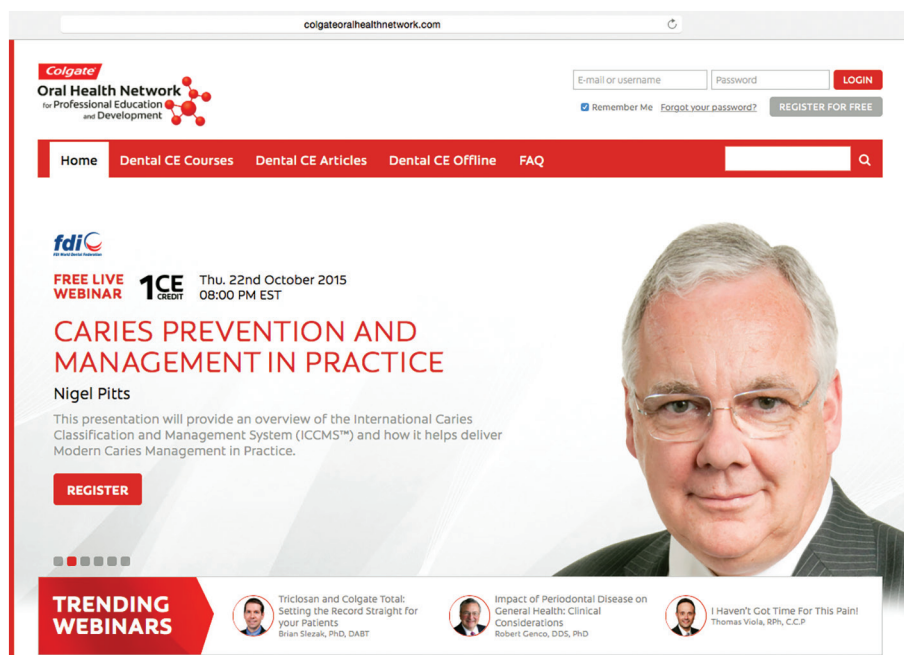 colgateoralhealthnetwork.com
Colgate
Oral Health Network
for Professional Education
and Development
E-mail or username
Password
LOGIN
Remember Me
Forgot your password?
REGISTER FOR FREE
Home
Dental CE Courses
Dental CE Articles
Dental CE Offline
FAQ
fdi
FDI World Dental Federation
FREE LIVE
WEBINAR
1CE
CREDIT
Thu. 22nd October 2015
08:00 PM EST
CARIES PREVENTION AND
MANAGEMENT IN PRACTICE
Nigel Pitts
This presentation will provide an overview of the International Caries
Classification and Management System (ICCMS™) and how it helps deliver
Modern Caries Management in Practice.
REGISTER
TRENDING
WEBINARS
Triclosan and Colgate Total:
Setting the Record Straight for
your Patients
Brian Slezak, PhD, DABT
Impact of Periodontal Disease on
General Health: Clinical
Considerations
Robert Genco, DDS, PhD
I Haven't Got Time For This Pain!
Thomas Viola, RPh, C.C.P